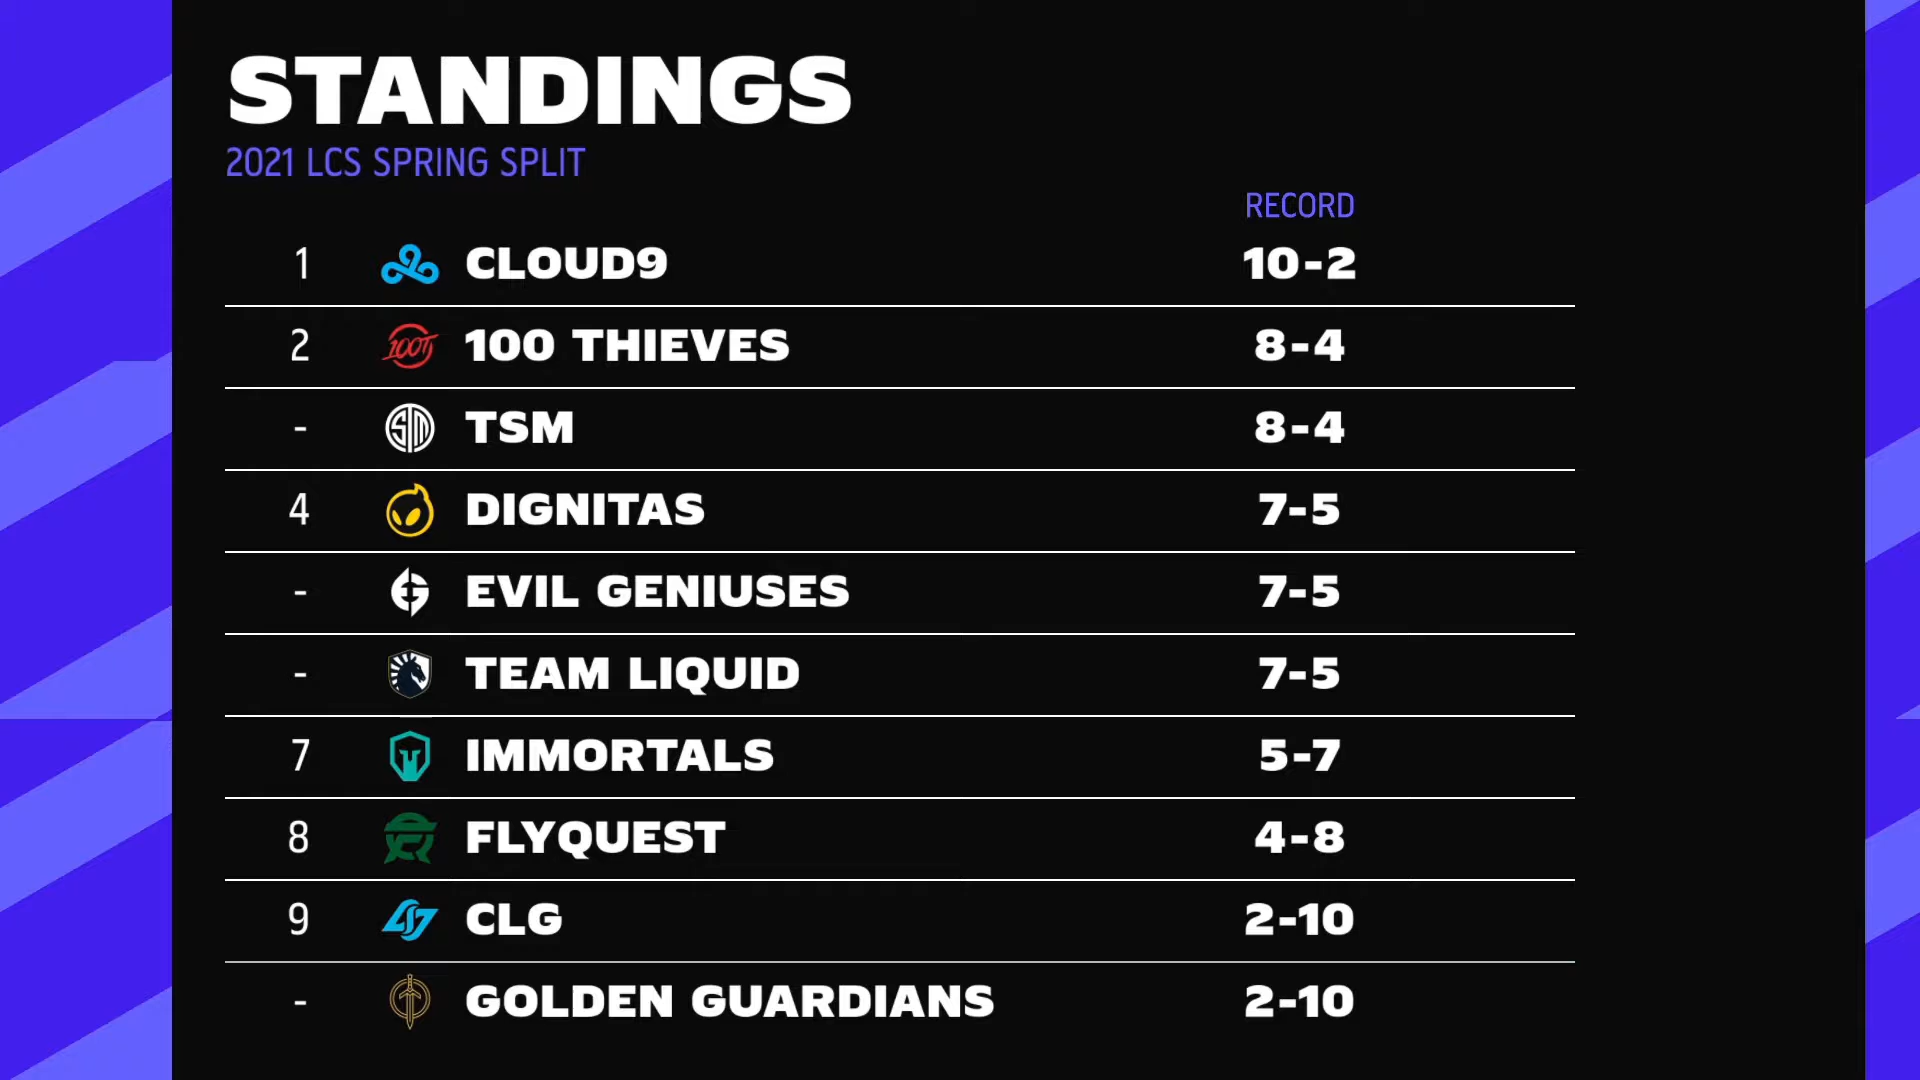 STANDINGS
2021 LCS SPRING SPLIT
RECORD
1 CLOUD9 10-2
2 100T 100 THIEVES 8-4
- TSM TSM 8-4
4 DIGNITAS 7-5
- EVIL GENIUSES 7-5
- TEAM LIQUID 7-5
7 IMMORTALS 5-7
8 FLYQUEST 4-8
9 CLG 2-10
- GOLDEN GUARDIANS 2-10